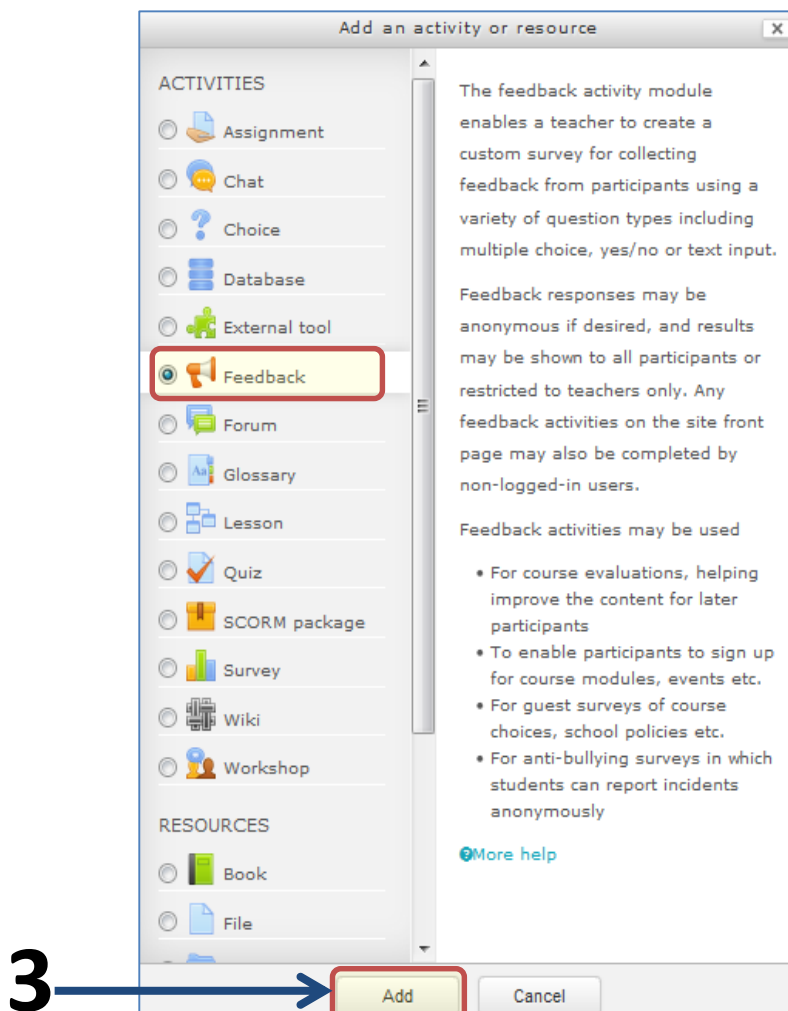 Add an activity or resource
x
ACTIVITIES
Assignment
Chat
Choice
Database
External tool
Feedback
Forum
Aa
Glossary
Lesson
Quiz
SCORM package
Survey
Wiki
Workshop
RESOURCES
Book
File
The feedback activity module
enables a teacher to create a
custom survey for collecting
feedback from participants using a
variety of question types including
multiple choice, yes/no or text input.
Feedback responses may be
anonymous if desired, and results
may be shown to all participants or
restricted to teachers only. Any
feedback activities on the site front
page may also be completed by
non-logged-in users.
Feedback activities may be used
• For course evaluations, helping
improve the content for later
participants
• To enable participants to sign up
for course modules, events etc.
• For guest surveys of course
choices, school policies etc.
• For anti-bullying surveys in which
students can report incidents
anonymously
?More help
3
Add Cancel